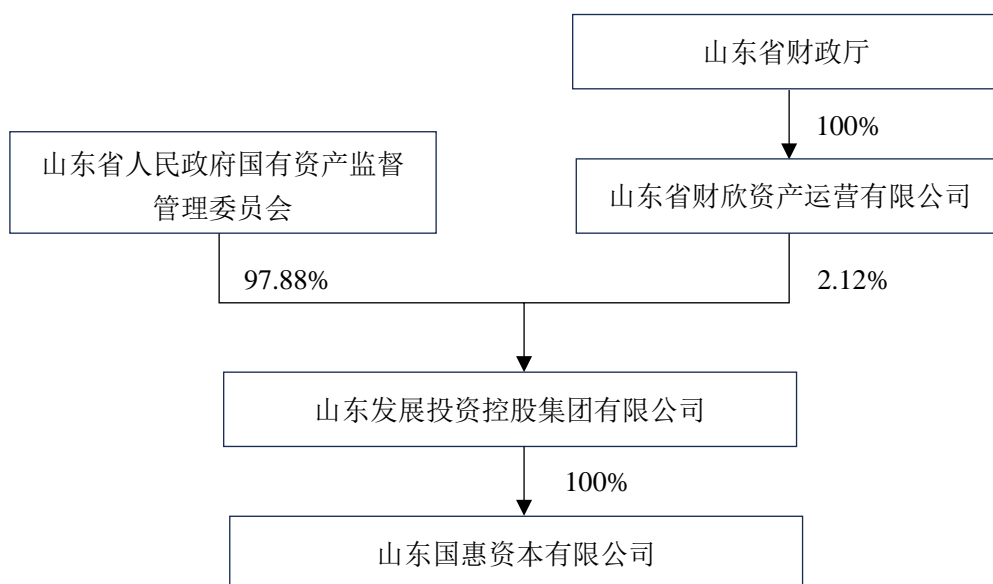 山东省财政厅
100%
山东省人民政府国有资产监督
管理委员会
山东省财欣资产运营有限公司
97.88%
2.12%
山东发展投资控股集团有限公司
100%
山东国惠资本有限公司